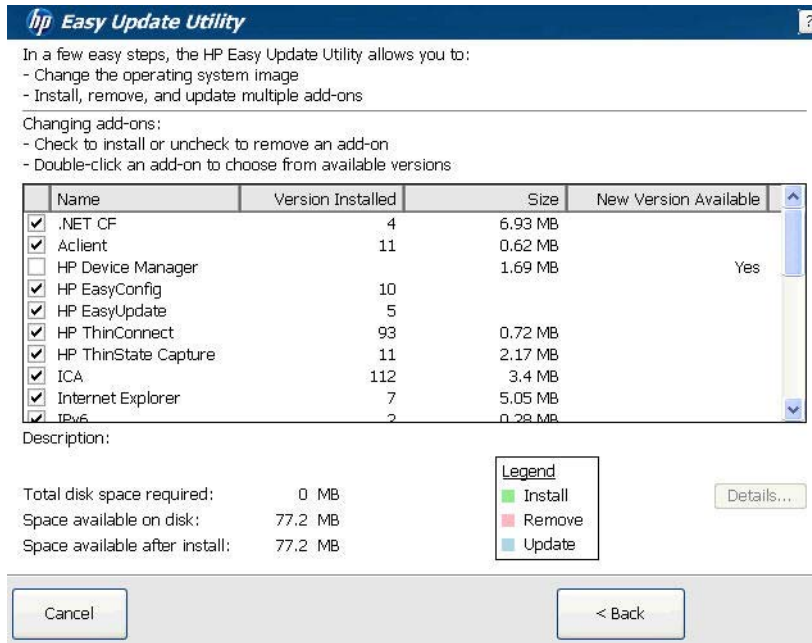 hp Easy Update Utility
?
In a few easy steps, the HP Easy Update Utility allows you to:
- Change the operating system image
- Install, remove, and update multiple add-ons
Changing add-ons:
- Check to install or uncheck to remove an add-on
- Double-click an add-on to choose from available versions
Name Version Installed Size New Version Available
.NET CF 4 6.93 MB
Aclient 11 0.62 MB
HP Device Manager 1.69 MB Yes
HP EasyConfig 10
HP EasyUpdate 5
HP ThinConnect 93 0.72 MB
HP ThinState Capture 11 2.17 MB
ICA 112 3.4 MB
Internet Explorer 7 5.05 MB
IPv6 2 0.28 MB
Description:
Legend
Install
Remove
Update
Total disk space required: 0 MB
Space available on disk: 77.2 MB
Space available after install: 77.2 MB
Details...
Cancel
< Back